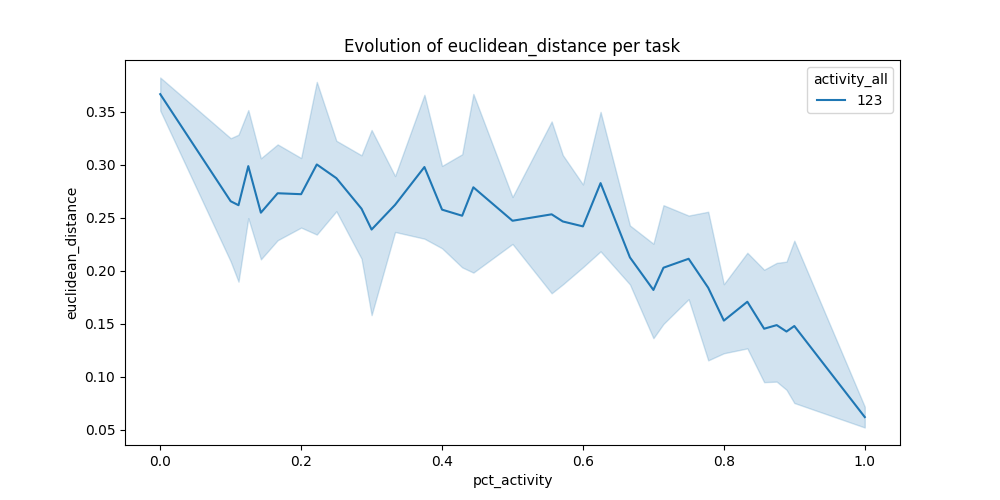 Evolution of euclidean_distance per task
activity_all
123
euclidean_distance
0.35
0.30
0.25
0.20
0.15
0.10
0.05
0.0 0.2 0.4 0.6 0.8 1.0
pct_activity